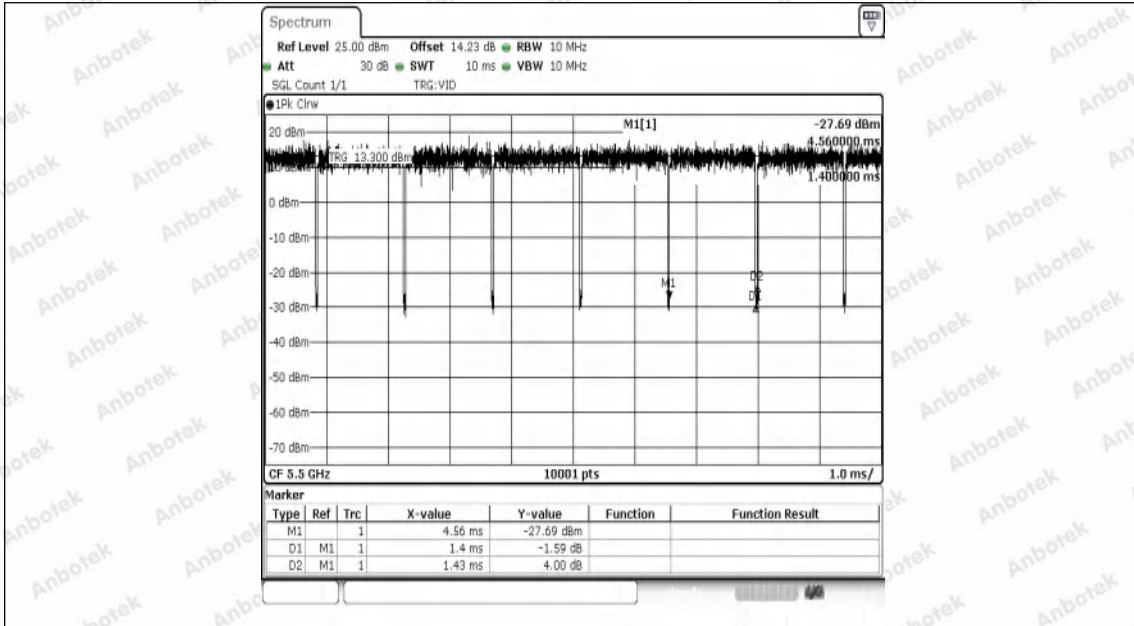 Spectrum
Ref Level 25.00 dBm Offset 14.23 dB RBW 10 MHz
Att 30 dB SWT 10 ms VBW 10 MHz
SGL Count 1/1 TRG:VID
1Pk Clrw
M1[1] -27.69 dBm
4.560000 ms
20 dBm
TRG 13.300 dBm
1.400000 ms
0 dBm
-10 dBm
-20 dBm
M1
D2
-30 dBm
-40 dBm
-50 dBm
-60 dBm
-70 dBm
CF 5.5 GHz 10001 pts 1.0 ms/
Marker
Type Ref Trc X-value Y-value Function Function Result
M1 1 4.56 ms -27.69 dBm
D1 M1 1 1.4 ms -1.59 dB
D2 M1 1 1.43 ms 4.00 dB
Anbotek